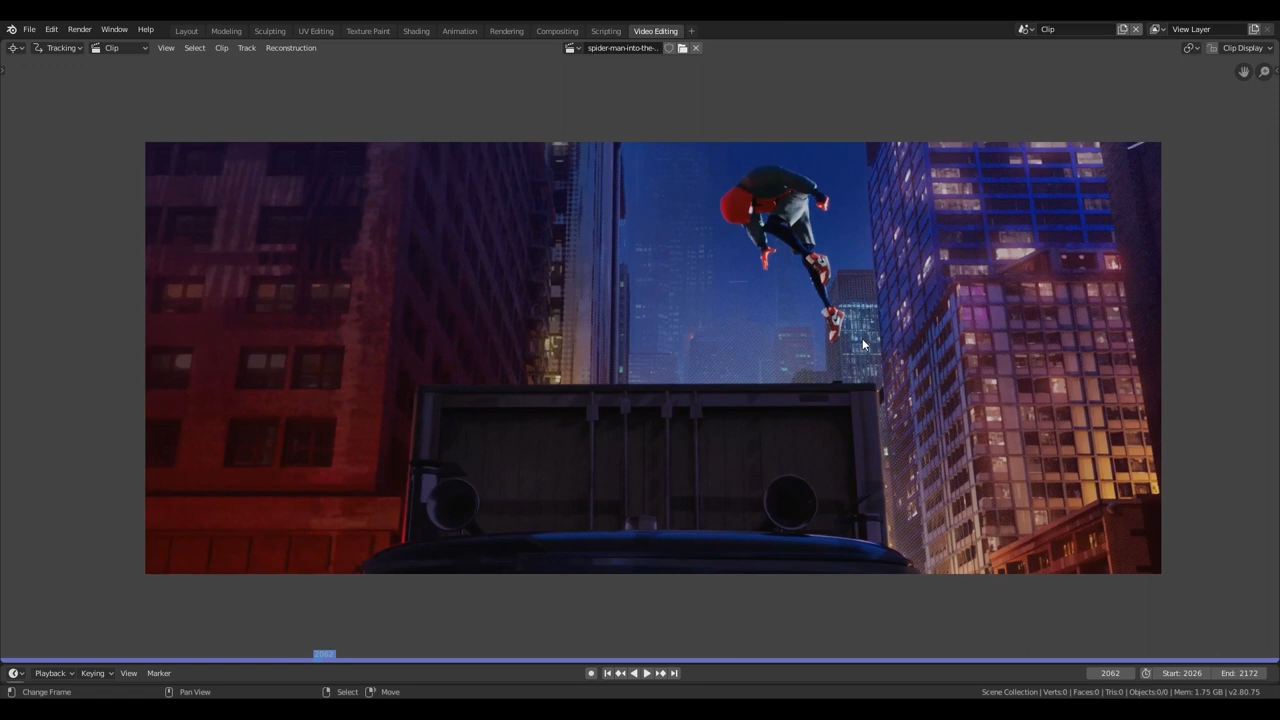 File Edit Render Window Help Layout Modeling Sculpting UV Editing Texture Paint Shading Animation Rendering Compositing Scripting Video Editing + Clip View Layer
Tracking Clip View Select Clip Track Reconstruction spider-man-into-the-.. Clip Display
2062
Playback Keying View Marker 2062 Start: 2026 End: 2172
Change Frame Pan View Select Move Scene Collection | Verts:0 | Faces:0 | Tris:0 | Objects:0/0 | Mem: 1.75 GB | v2.80.75